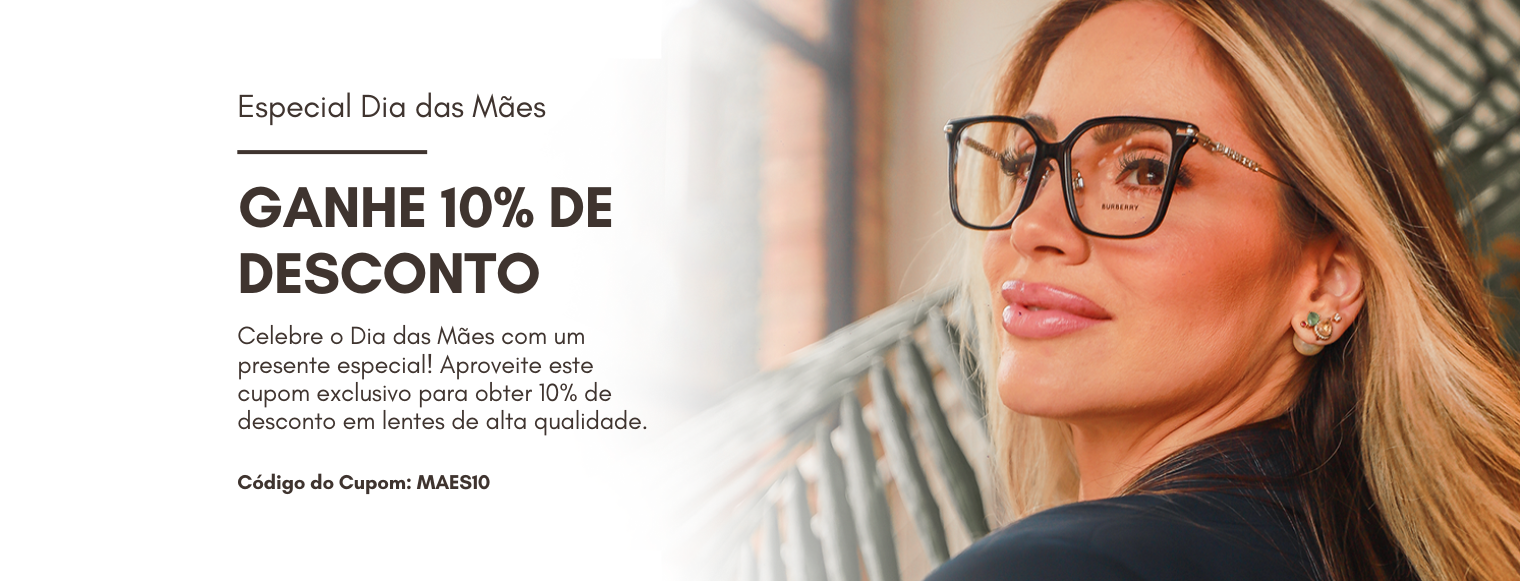 Especial Dia das Mães
GANHE 10% DE
DESCONTO
Celebre o Dia das Mães com um
presente especial! Aproveite este
cupom exclusivo para obter 10% de
desconto em lentes de alta qualidade.
Código do Cupom: MAES10
BURBERRY
BURBERRY